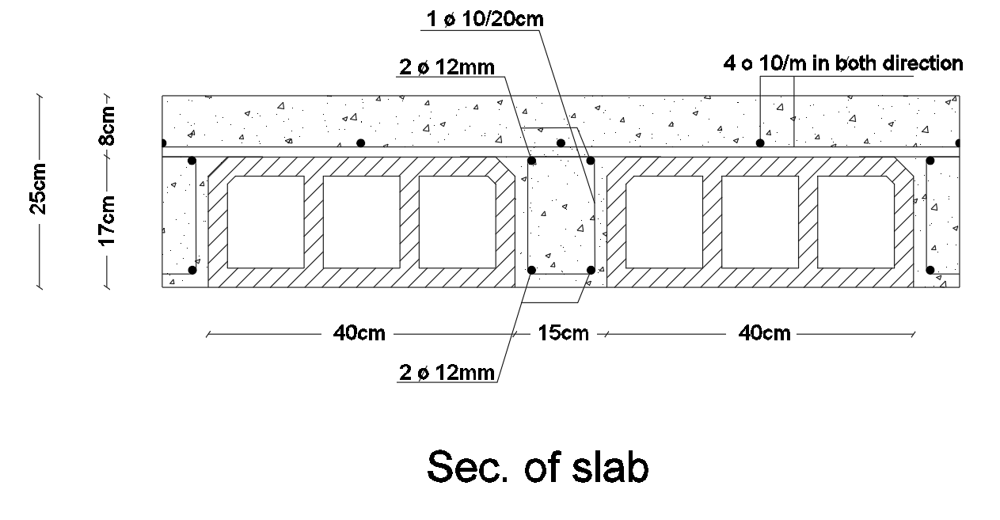 1 ø 10/20cm
2 ø 12mm
4 o 10/m in both direction
8cm
25cm
17cm
40cm
15cm
40cm
2 ø 12mm
Sec. of slab